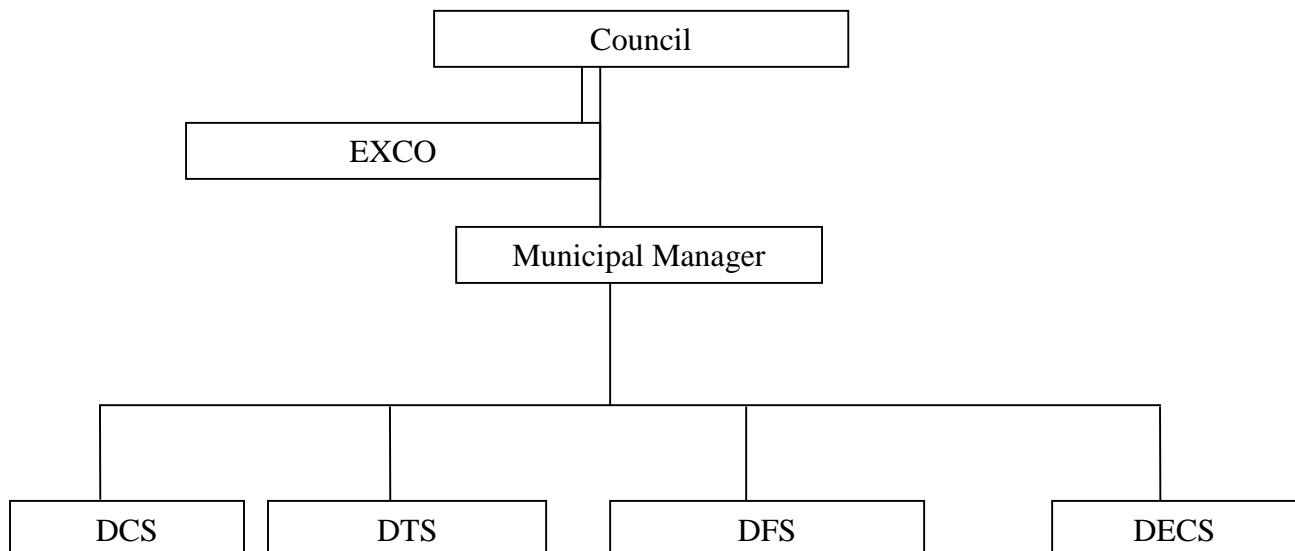 Council
EXCO
Municipal Manager
DCS
DTS
DFS
DECS